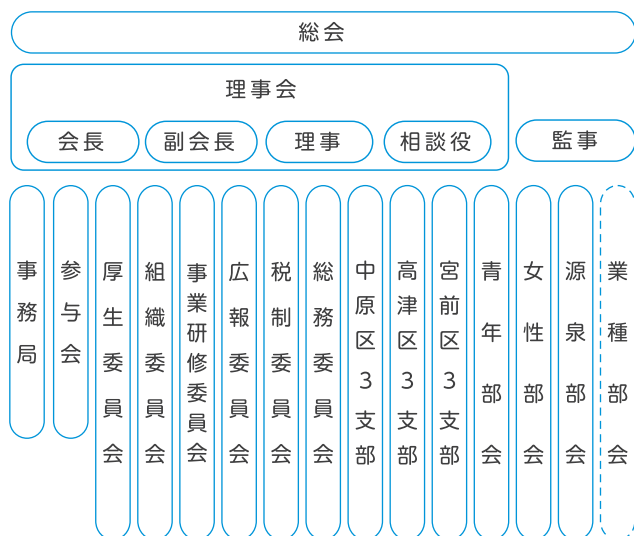 総会
理事会
会長
副会長
理事
相談役
監事
事務局
参与会
厚生委員会
組織委員会
事業研修委員会
広報委員会
税制委員会
総務委員会
中原区3支部
高津区3支部
宮前区3支部
青年部会
女性部会
源泉部会
業種部会